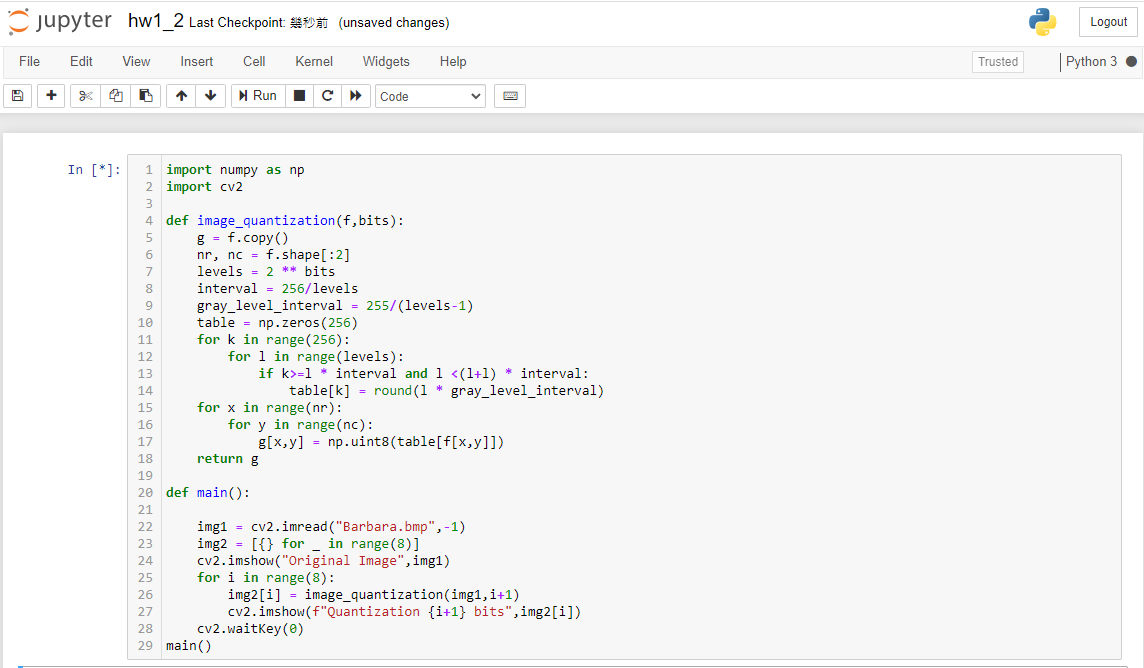 jupyter hw1_2 Last Checkpoint: 幾秒前 (unsaved changes) Logout
File Edit View Insert Cell Kernel Widgets Help Trusted Python 3
Run Code
In [*]:
1 import numpy as np
2 import cv2
3
4 def image_quantization(f,bits):
5     g = f.copy()
6     nr, nc = f.shape[:2]
7     levels = 2 ** bits
8     interval = 256/levels
9     gray_level_interval = 255/(levels-1)
10     table = np.zeros(256)
11     for k in range(256):
12         for l in range(levels):
13             if k>=l * interval and l <(l+l) * interval:
14                 table[k] = round(l * gray_level_interval)
15     for x in range(nr):
16         for y in range(nc):
17             g[x,y] = np.uint8(table[f[x,y]])
18     return g
19
20 def main():
21
22     img1 = cv2.imread("Barbara.bmp",-1)
23     img2 = [{} for _ in range(8)]
24     cv2.imshow("Original Image",img1)
25     for i in range(8):
26         img2[i] = image_quantization(img1,i+1)
27         cv2.imshow(f"Quantization {i+1} bits",img2[i])
28     cv2.waitKey(0)
29 main()